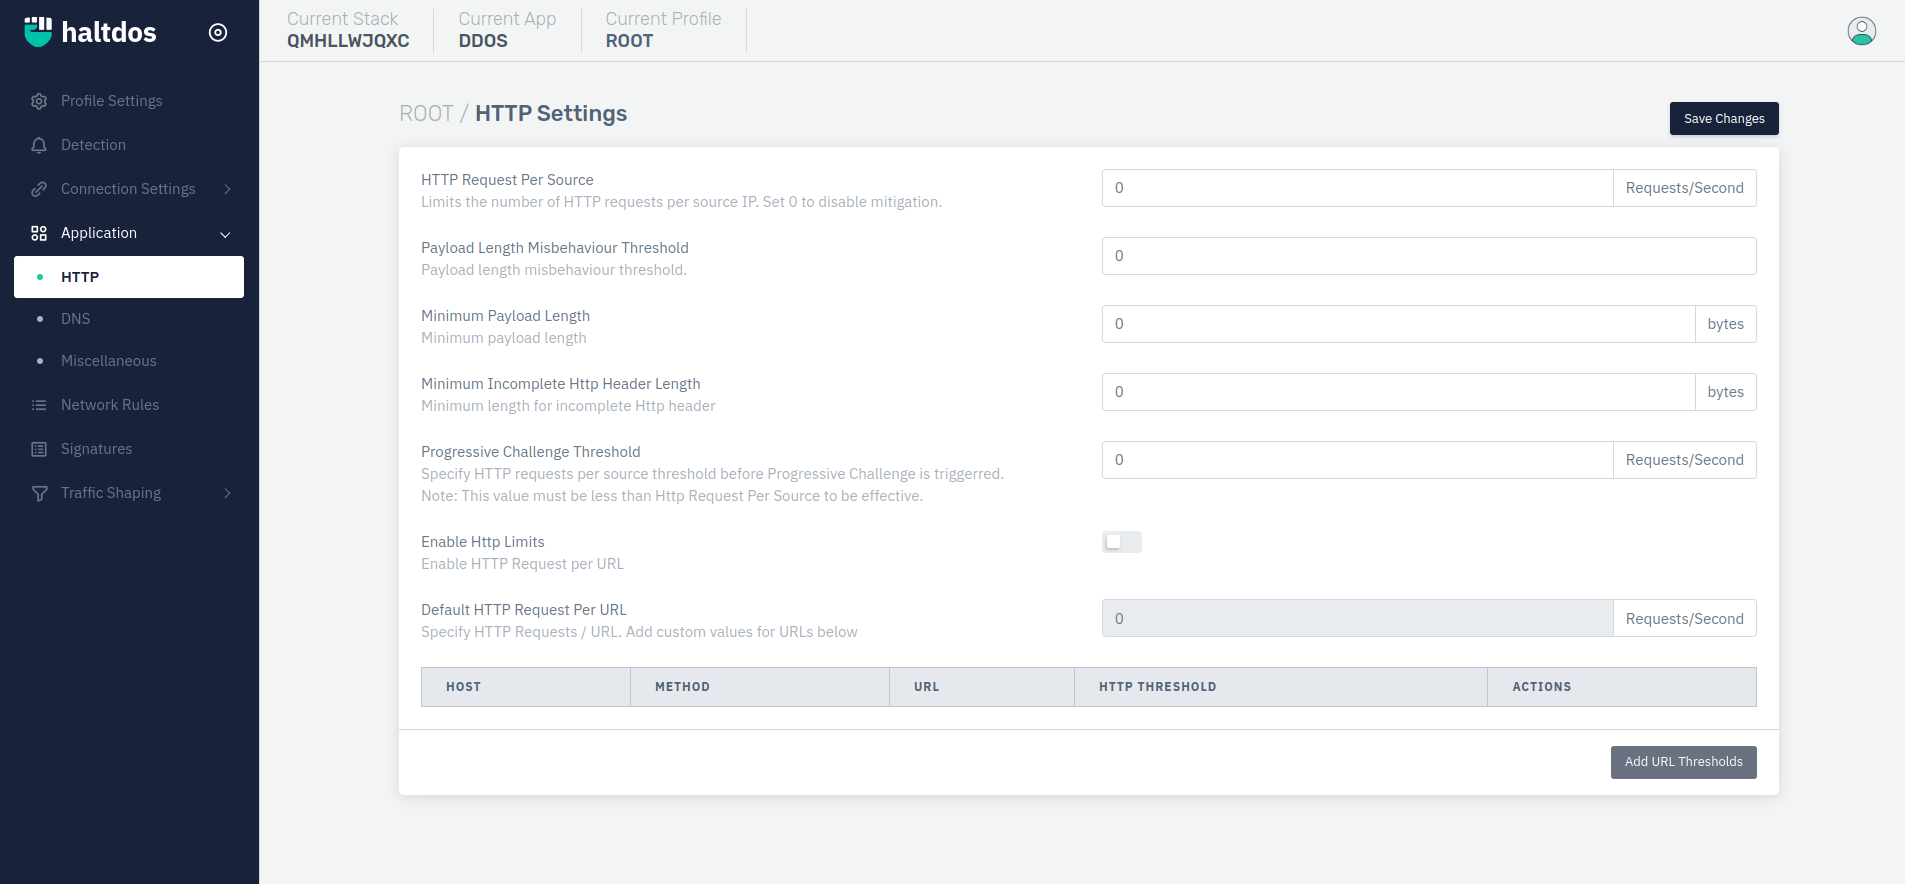 haltdos
Current Stack
QMHLLWJQXC
Current App
DDOS
Current Profile
ROOT
Profile Settings
Detection
Connection Settings
Application
HTTP
DNS
Miscellaneous
Network Rules
Signatures
Traffic Shaping
ROOT / HTTP Settings
Save Changes
HTTP Request Per Source
Limits the number of HTTP requests per source IP. Set 0 to disable mitigation.
0 Requests/Second
Payload Length Misbehaviour Threshold
Payload length misbehaviour threshold.
0
Minimum Payload Length
Minimum payload length
0 bytes
Minimum Incomplete Http Header Length
Minimum length for incomplete Http header
0 bytes
Progressive Challenge Threshold
Specify HTTP requests per source threshold before Progressive Challenge is triggerred.
Note: This value must be less than Http Request Per Source to be effective.
0 Requests/Second
Enable Http Limits
Enable HTTP Request per URL
Default HTTP Request Per URL
Specify HTTP Requests / URL. Add custom values for URLs below
0 Requests/Second
HOST METHOD URL HTTP THRESHOLD ACTIONS
Add URL Thresholds